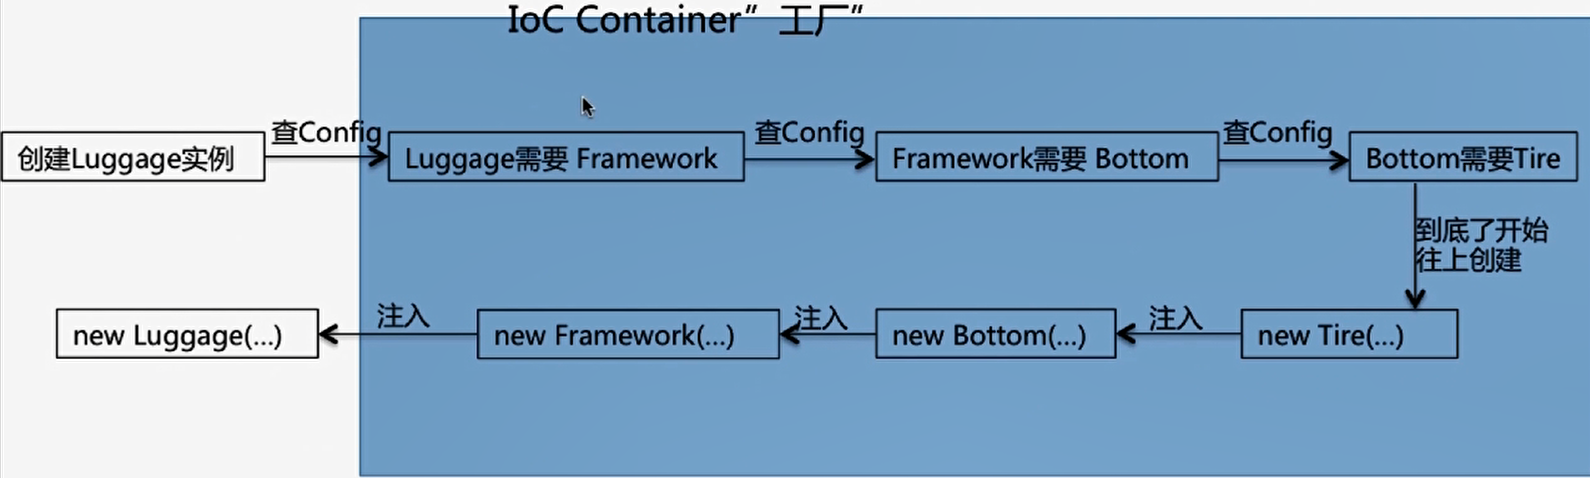 IoC Container” 工厂”
查Config
查Config
查Config
创建Luggage实例
Luggage需要 Framework
Framework需要 Bottom
Bottom需要Tire
到底了开始
往上创建
注入
注入
注入
new Luggage(...)
new Framework(...)
new Bottom(...)
new Tire(...)